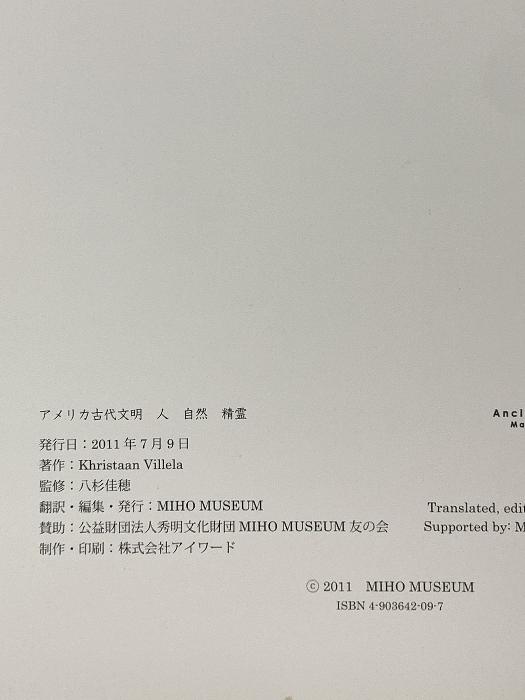 アメリカ古代文明　人　自然　精霊
発行日：2011年7月9日
著作：Khristaan Villela
監修：八杉佳穂
翻訳・編集・発行：MIHO MUSEUM
賛助：公益財団法人秀明文化財団 MIHO MUSEUM 友の会
制作・印刷：株式会社アイワード
Anci
Ma
Translated, edit
Supported by: M
ⓒ 2011　MIHO MUSEUM
ISBN 4-903642-09-7